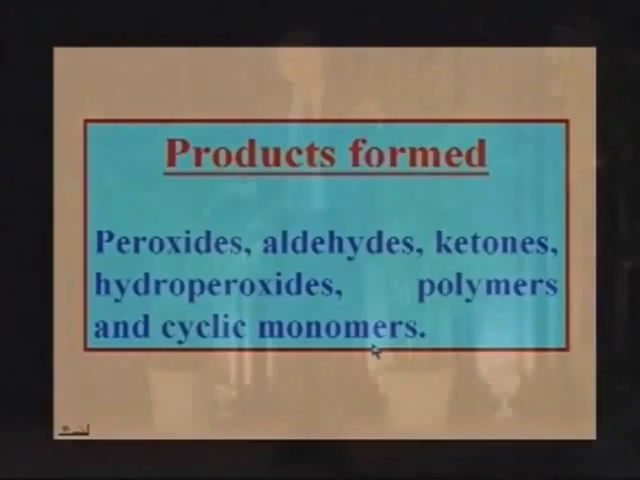 Products formed
Peroxides, aldehydes, ketones,
hydroperoxides, polymers
and cyclic monomers.